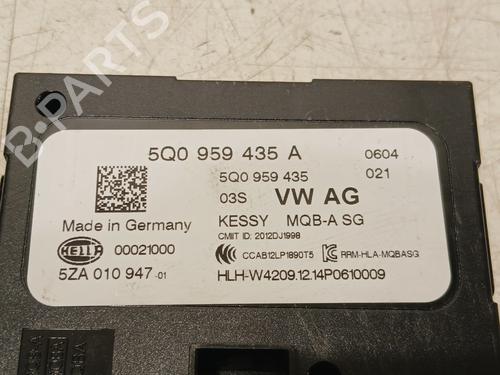 B-PARTS
5Q0 959 435 A 0604
5Q0 959 435 021
03S VW AG
Made in Germany KESSY MQB-A SG
CMIIT ID: 2012DJ1998
HELLA 00021000 CCAB12LP1890T5 RRM-HLA-MQBASG
5ZA 010 947-01 HLH-W4209.12.14P0610009